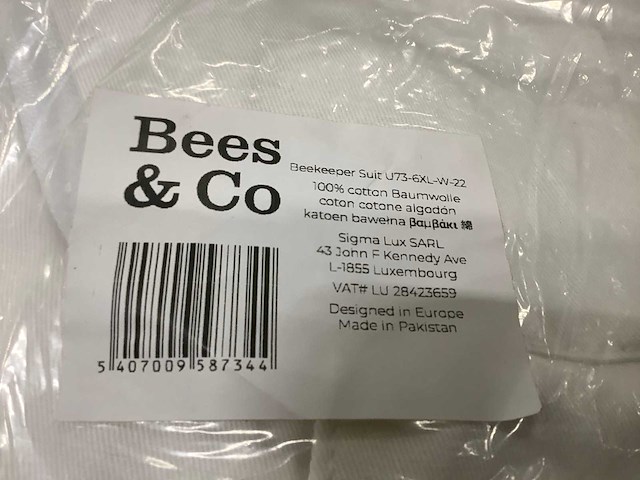 Bees
& Co
Beekeeper Suit U73-6XL-W-22
100% cotton Baumwolle
coton cotone algodón
katoen bawełna βαμβάκι 綿
Sigma Lux SARL
43 John F Kennedy Ave
L-1855 Luxembourg
VAT# LU 28423659
Designed in Europe
Made in Pakistan
5 407009 587344